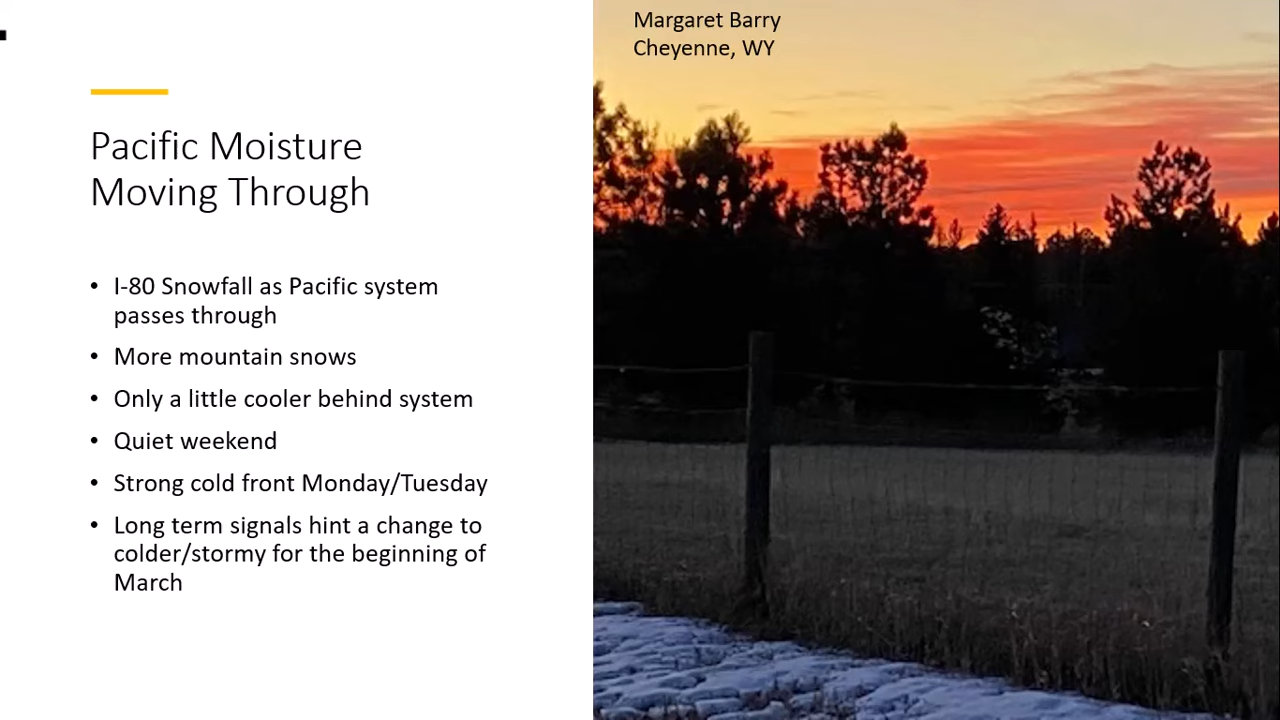 Margaret Barry
Cheyenne, WY
Pacific Moisture
Moving Through
• I-80 Snowfall as Pacific system
passes through
• More mountain snows
• Only a little cooler behind system
• Quiet weekend
• Strong cold front Monday/Tuesday
• Long term signals hint a change to
colder/stormy for the beginning of
March